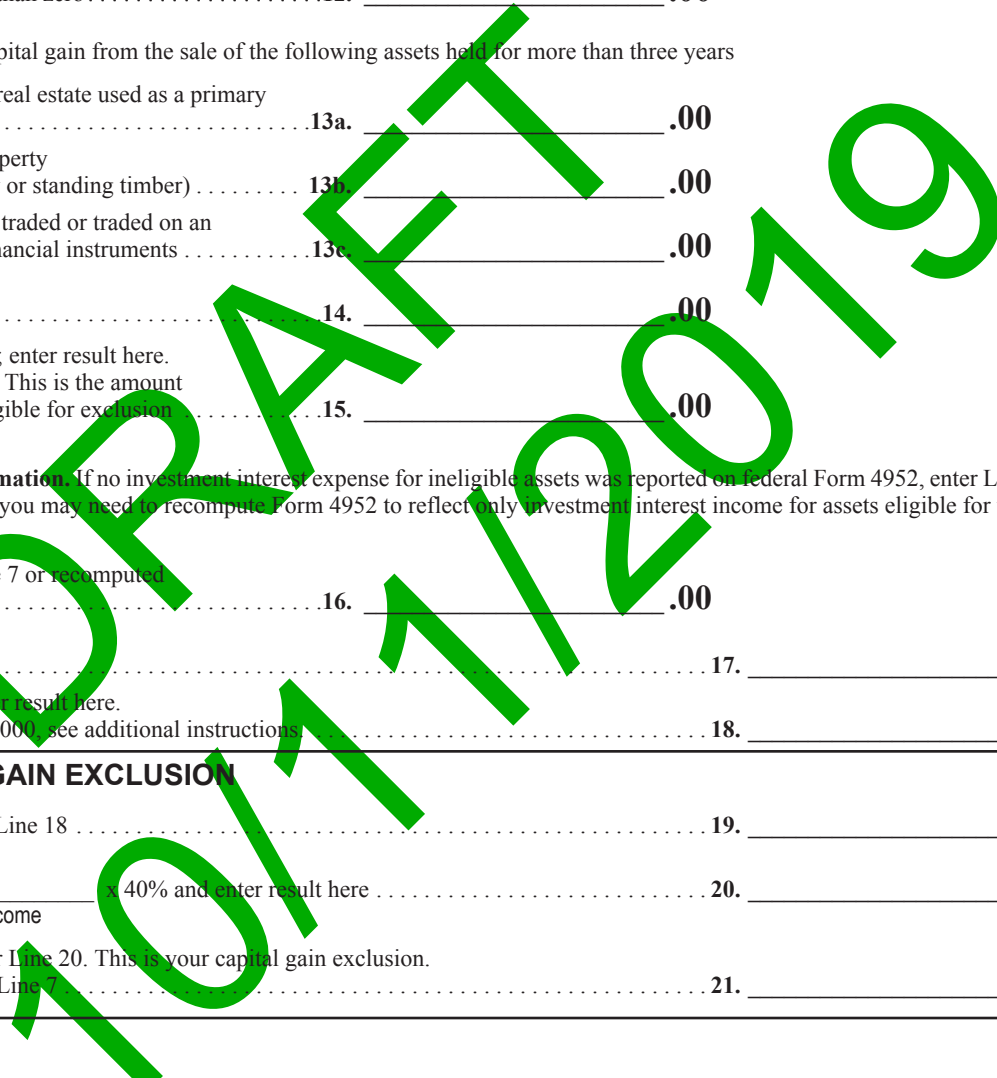 than zero. . . . . . . . . . . . . . . . . . . . . . . . 12.
pital gain from the sale of the following assets held for more than three years
real estate used as a primary
. . . . . . . . . . . . . . . . . . . . . . . . . . . . . . .13a. .00
perty
or standing timber) . . . . . . . . . 13b. .00
traded or traded on an
nancial instruments . . . . . . . . . . .13c. .00
. . . . . . . . . . . . . . . . . . . . . . . . . . . . . . . .14. .00
enter result here.
This is the amount
gible for exclusion . . . . . . . . . . . .15. .00
mation. If no investment interest expense for ineligible assets was reported on federal Form 4952, enter L
you may need to recompute Form 4952 to reflect only investment interest income for assets eligible for
7 or recomputed
. . . . . . . . . . . . . . . . . . . . . . . . . . . . . . . .16. .00
. . . . . . . . . . . . . . . . . . . . . . . . . . . . . . . . . . . . . . . . . . . . . . . . . . . . . . . . . . . . . . 17.
r result here.
000, see additional instructions. . . . . . . . . . . . . . . . . . . . . . . . . . . . . . . . . . . . . 18.
GAIN EXCLUSION
Line 18 . . . . . . . . . . . . . . . . . . . . . . . . . . . . . . . . . . . . . . . . . . . . . . . . . . . . . . . . 19.
x 40% and enter result here . . . . . . . . . . . . . . . . . . . . . . . . . . . . . 20.
come
r Line 20. This is your capital gain exclusion.
Line 7 . . . . . . . . . . . . . . . . . . . . . . . . . . . . . . . . . . . . . . . . . . . . . . . . . . . . . . . . . 21.
DRAFT
10/11/2019